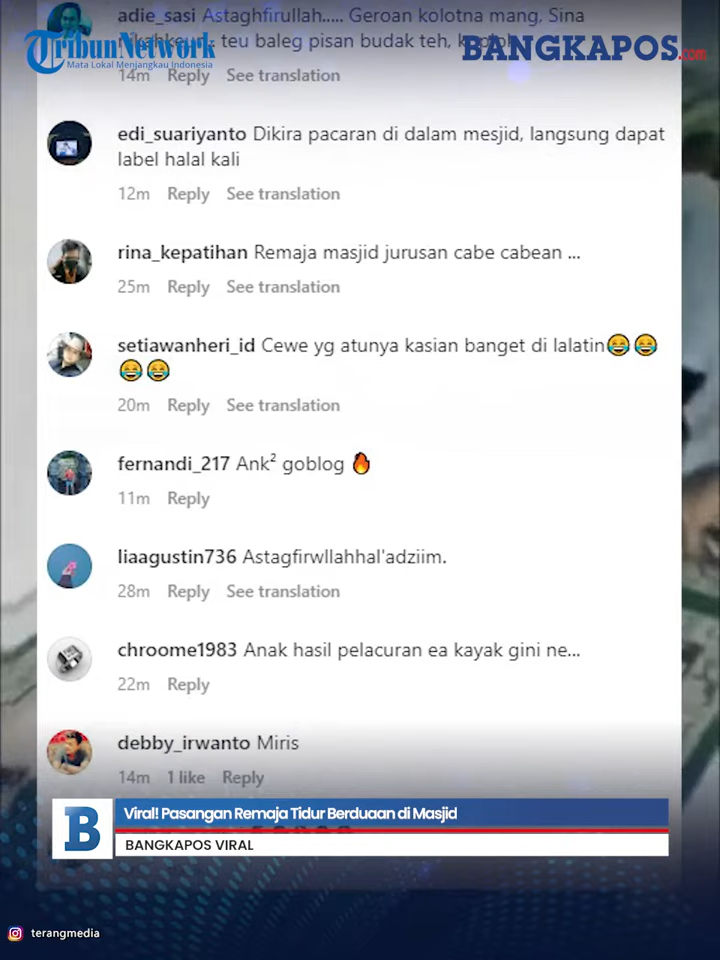 adie_sasi Astaghfirullah..... Geroan kolotna mang, Sina
teu baleg pisan budak teh,
TribunNetwork
Mata Lokal Menjangkau Indonesia
BANGKAPOS.com
14m Reply See translation
edi_suariyanto Dikira pacaran di dalam mesjid, langsung dapat
label halal kali
12m Reply See translation
rina_kepatihan Remaja masjid jurusan cabe cabean ...
25m Reply See translation
setiawanheri_id Cewe yg atunya kasian banget di lalatin😂😂
😂😂
20m Reply See translation
fernandi_217 Ank² goblog 🔥
11m Reply
liaagustin736 Astagfirwllahhal'adziim.
28m Reply See translation
chroome1983 Anak hasil pelacuran ea kayak gini ne...
22m Reply
debby_irwanto Miris
14m 1 like Reply
B
Viral! Pasangan Remaja Tidur Berduaan di Masjid
BANGKAPOS VIRAL
terangmedia